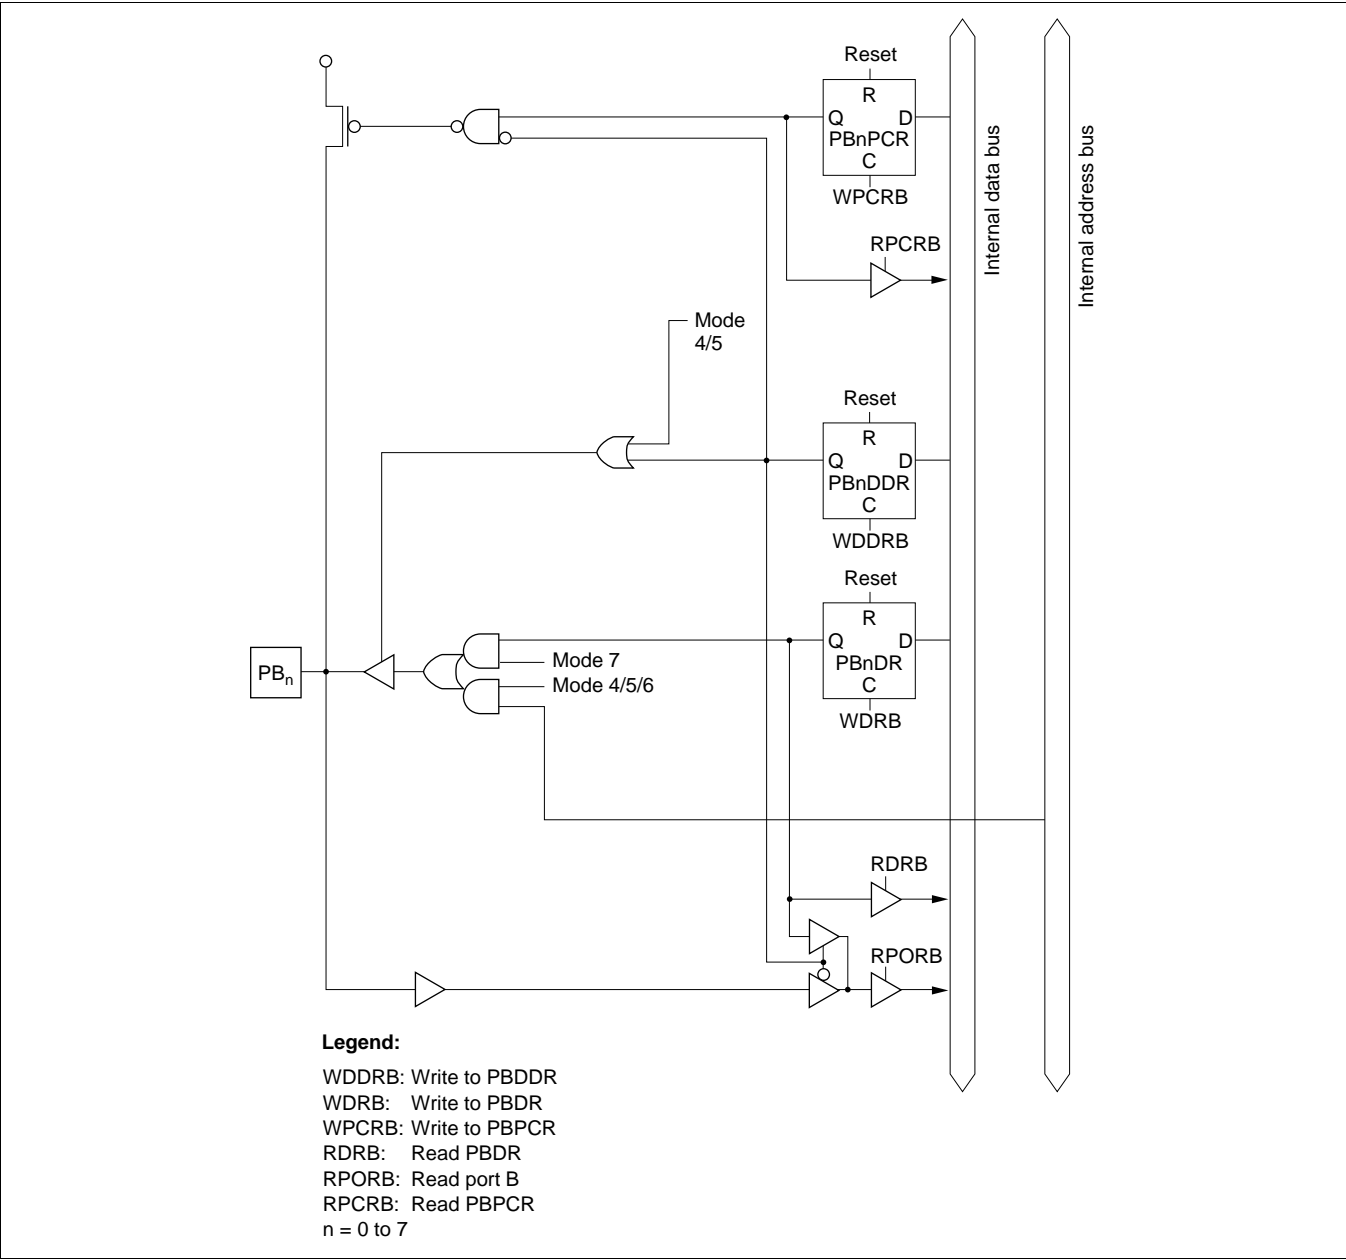 Reset
R
Q D
PBnPCR
C
WPCRB
Internal data bus
Internal address bus
RPCRB
Mode
4/5
Reset
R
Q D
PBnDDR
C
WDDRB
Reset
R
Q D
PBnDR
C
WDRB
PBn
Mode 7
Mode 4/5/6
RDRB
RPORB
Legend:
WDDRB: Write to PBDDR
WDRB: Write to PBDR
WPCRB: Write to PBPCR
RDRB: Read PBDR
RPORB: Read port B
RPCRB: Read PBPCR
n = 0 to 7